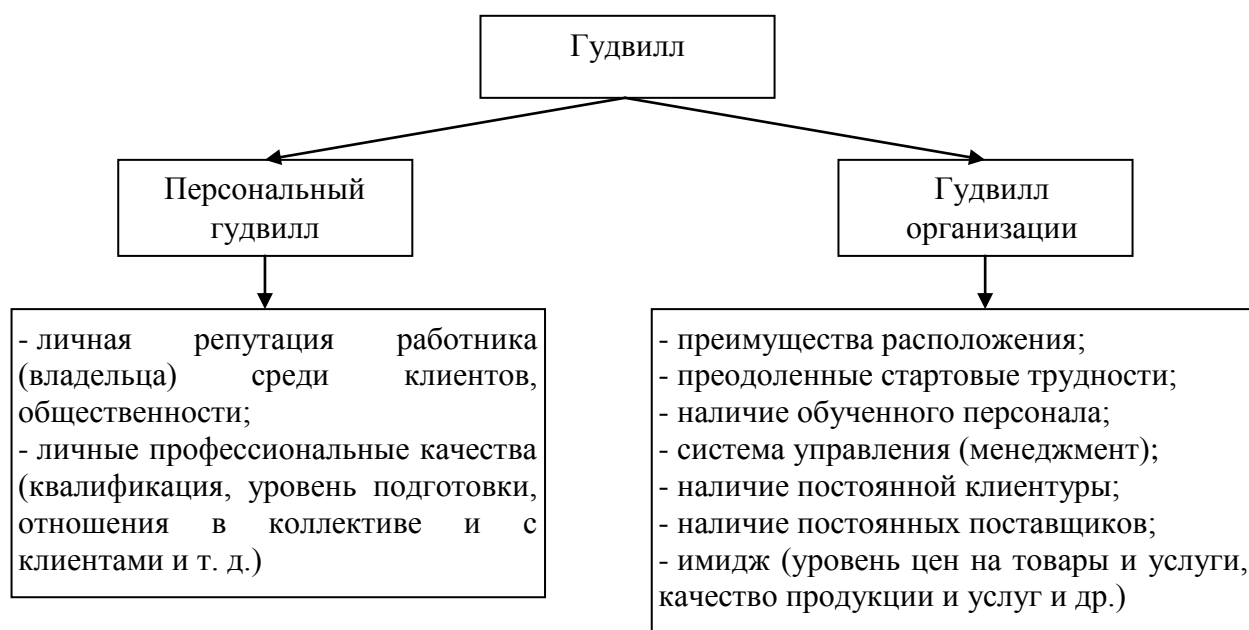 Гудвилл
Персональный
гудвилл
Гудвилл
организации
- личная репутация работника
(владельца) среди клиентов,
общественности;
- личные профессиональные качества
(квалификация, уровень подготовки,
отношения в коллективе и с
клиентами и т. д.)
- преимущества расположения;
- преодоленные стартовые трудности;
- наличие обученного персонала;
- система управления (менеджмент);
- наличие постоянной клиентуры;
- наличие постоянных поставщиков;
- имидж (уровень цен на товары и услуги,
качество продукции и услуг и др.)